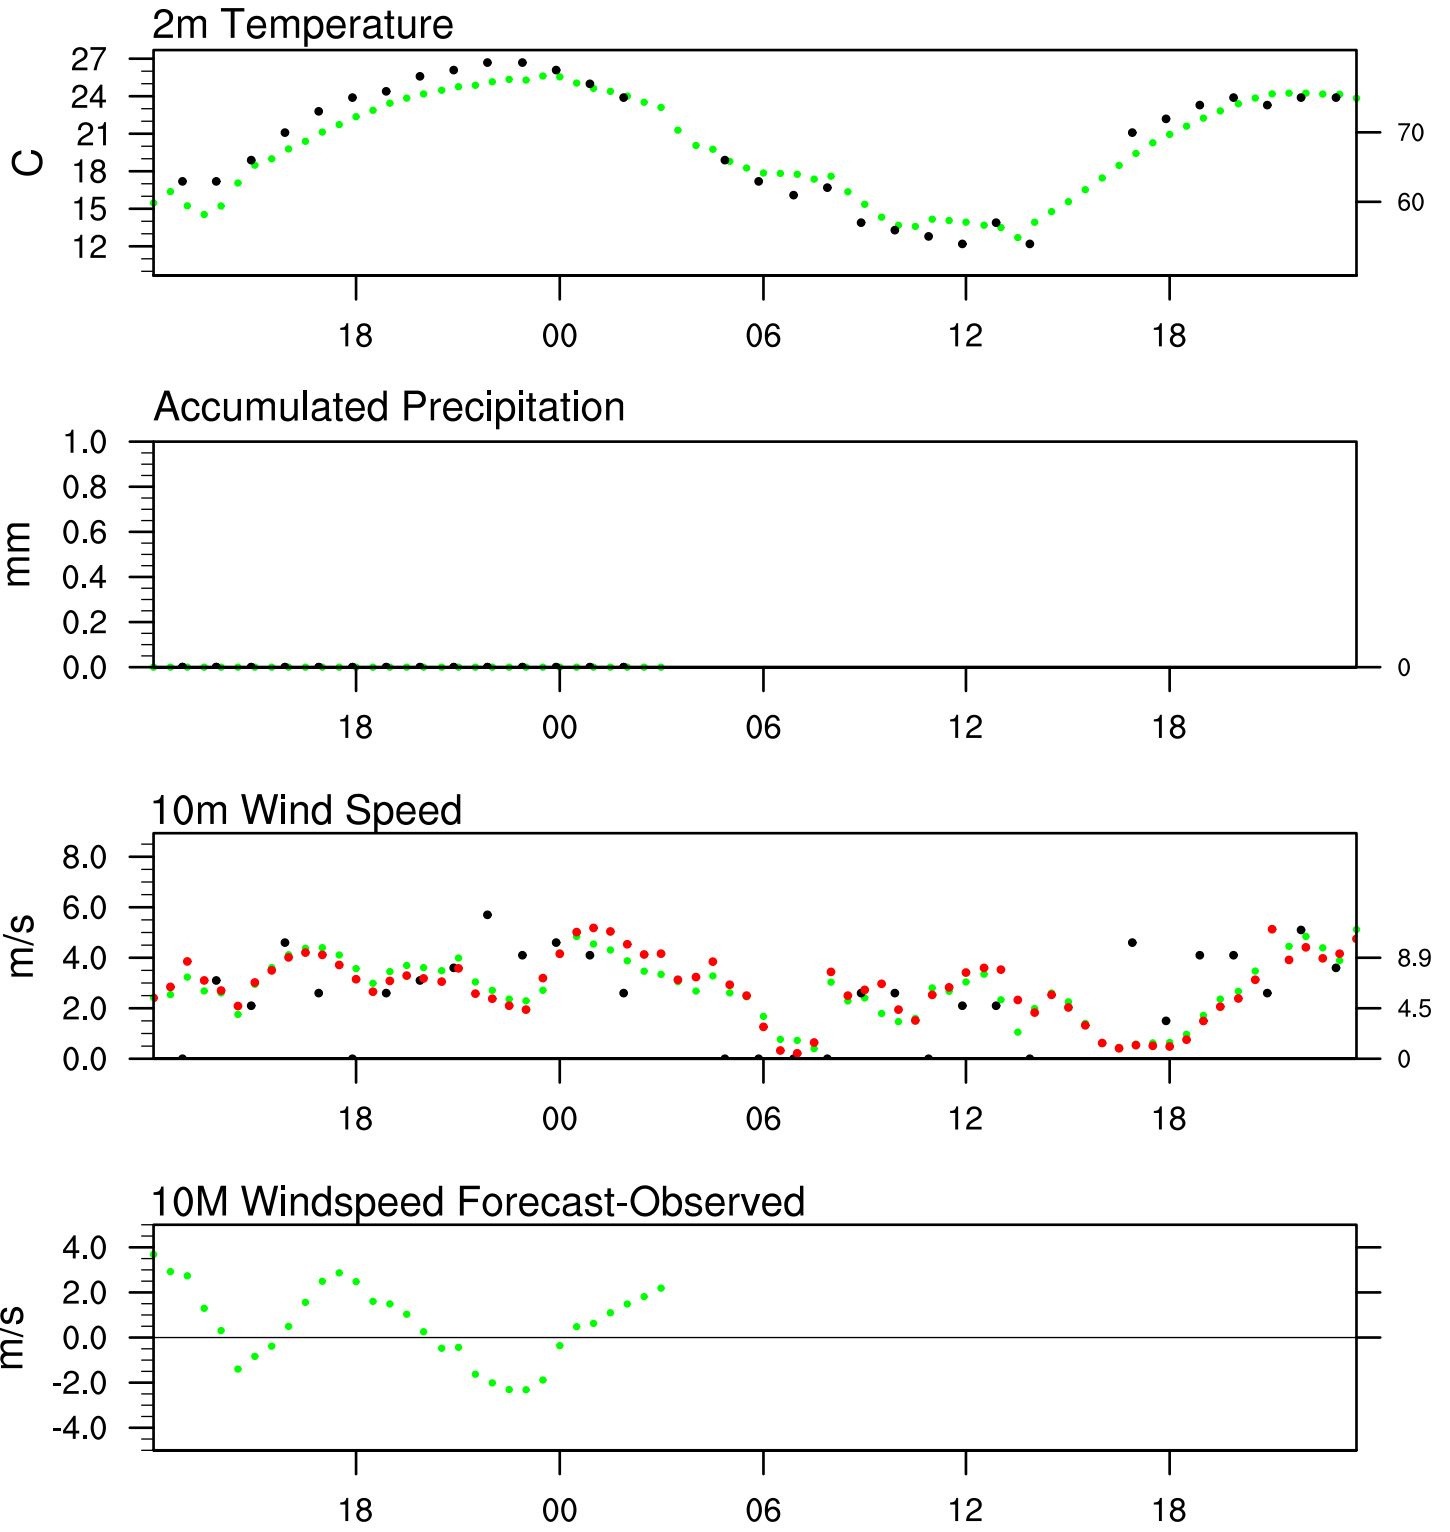 2m Temperature
27
24
21
18
15
12
C
70
60
18 00 06 12 18
Accumulated Precipitation
1.0
0.8
0.6
0.4
0.2
0.0
mm
0
18 00 06 12 18
10m Wind Speed
8.0
6.0
4.0
2.0
0.0
m/s
8.9
4.5
0
18 00 06 12 18
10M Windspeed Forecast-Observed
4.0
2.0
0.0
-2.0
-4.0
m/s
18 00 06 12 18